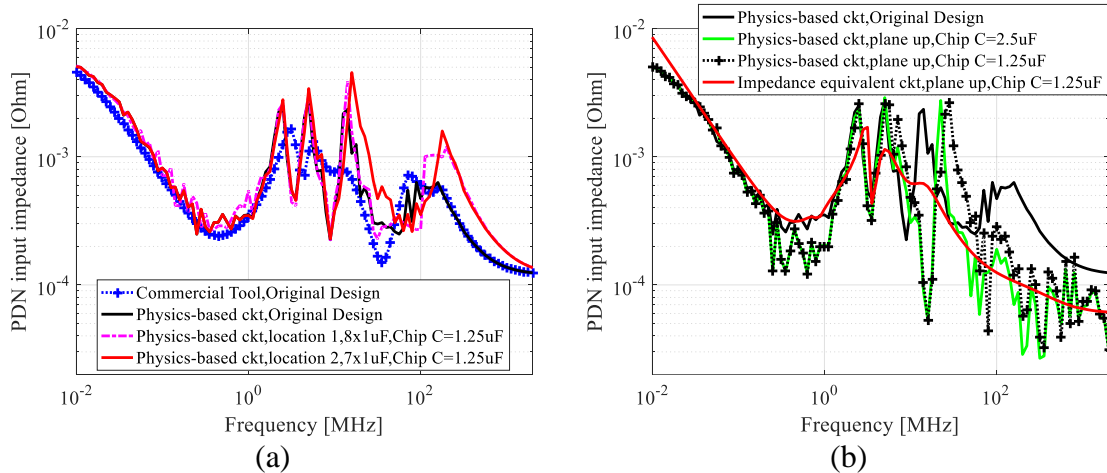 PDN input impedance [Ohm]
10^-2
10^-3
10^-4
Commercial Tool,Original Design
Physics-based ckt,Original Design
Physics-based ckt,location 1,8x1uF,Chip C=1.25uF
Physics-based ckt,location 2,7x1uF,Chip C=1.25uF
10^-2
10^0
10^2
Frequency [MHz]
(a)
PDN input impedance [Ohm]
10^-2
10^-3
10^-4
Physics-based ckt,Original Design
Physics-based ckt,plane up,Chip C=2.5uF
Physics-based ckt,plane up,Chip C=1.25uF
Impedance equivalent ckt,plane up,Chip C=1.25uF
10^-2
10^0
10^2
Frequency [MHz]
(b)